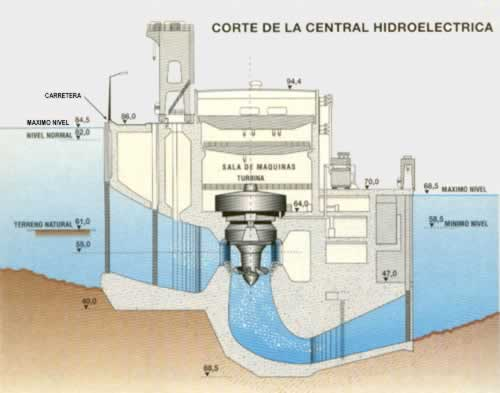 CORTE DE LA CENTRAL HIDROELECTRICA
94,4
CARRETERA
MAXIMO NIVEL 84,5
86,0
NIVEL NORMAL 82,0
SALA DE MAQUINAS
TURBINA
70,0
68,5
MAXIMO NIVEL
64,0
TERRENO NATURAL 61,0
58,5 MINIMO NIVEL
55,0
47,0
40,0
68,5